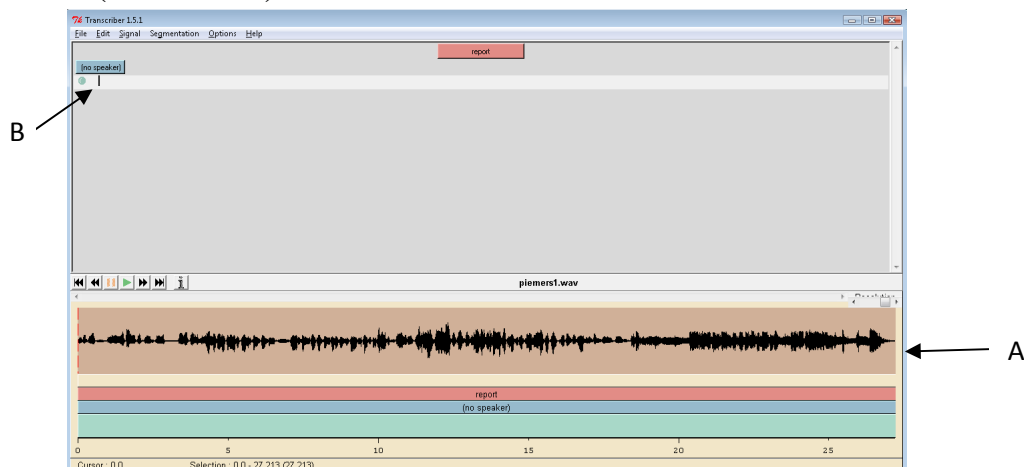 Transcriber 1.5.1
File Edit Signal Segmentation Options Help
report
(no speaker)
B
piemers1.wav
A
report
(no speaker)
0 5 10 15 20 25
Cursor : 0.0 Selection : 0.0 - 27.213 (27.213)